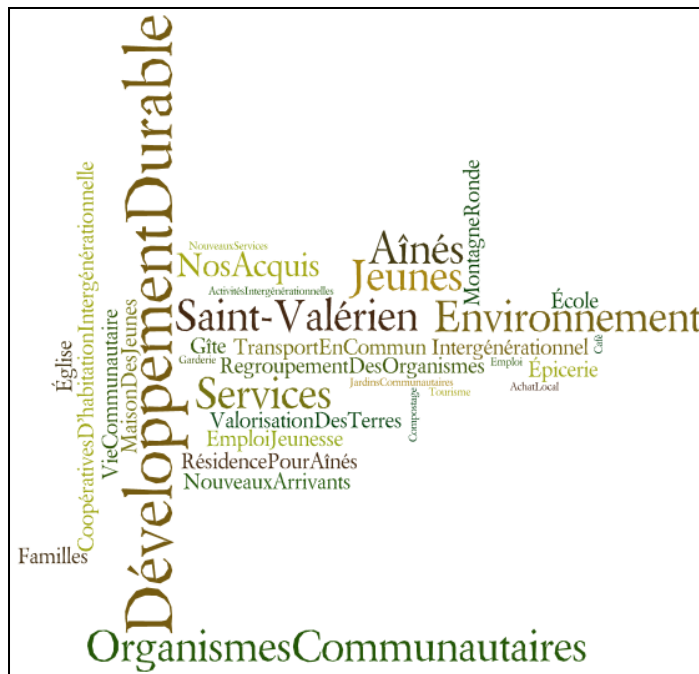 DéveloppementDurable
MontagneRonde
CoopérativesD'habitationIntergénérationnelle
Aînés
NouveauxServices
NosAcquis
Jeunes
ActivitésIntergénérationnelles
École
MaisonDesJeunes
Saint-Valérien
Environnement
VieCommunautaire
Église
Gîte
TransportEnCommun
Intergénérationnel
Café
Garderie
RegroupementDesOrganismes
Emploi
Épicerie
Services
JardinsCommunautaires
Tourisme
AchatLocal
Compostage
ValorisationDesTerres
EmploiJeunesse
RésidencePourAînés
NouveauxArrivants
Familles
OrganismesCommunautaires